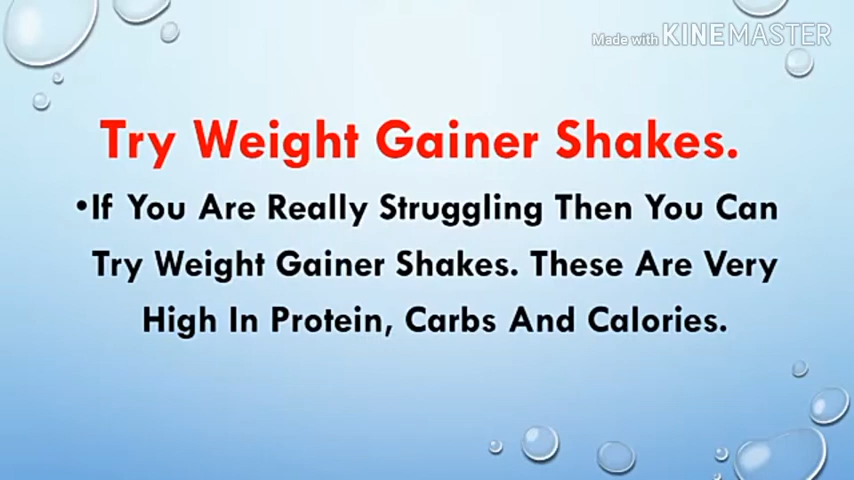 Made with KINEMASTER
Try Weight Gainer Shakes.
•If You Are Really Struggling Then You Can
Try Weight Gainer Shakes. These Are Very
High In Protein, Carbs And Calories.